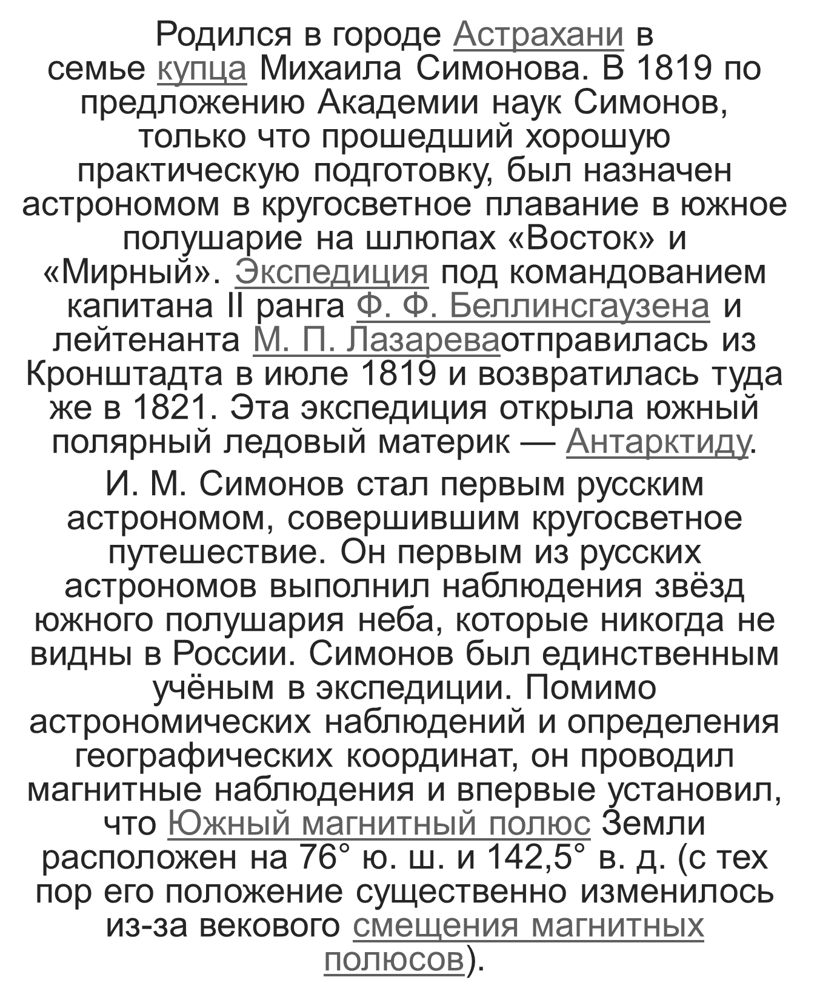 Родился в городе Астрахани в
семье купца Михаила Симонова. В 1819 по
предложению Академии наук Симонов,
только что прошедший хорошую
практическую подготовку, был назначен
астрономом в кругосветное плавание в южное
полушарие на шлюпах «Восток» и
«Мирный». Экспедиция под командованием
капитана II ранга Ф. Ф. Беллинсгаузена и
лейтенанта М. П. Лазареваотправилась из
Кронштадта в июле 1819 и возвратилась туда
же в 1821. Эта экспедиция открыла южный
полярный ледовый материк — Антарктиду.
И. М. Симонов стал первым русским
астрономом, совершившим кругосветное
путешествие. Он первым из русских
астрономов выполнил наблюдения звёзд
южного полушария неба, которые никогда не
видны в России. Симонов был единственным
учёным в экспедиции. Помимо
астрономических наблюдений и определения
географических координат, он проводил
магнитные наблюдения и впервые установил,
что Южный магнитный полюс Земли
расположен на 76° ю. ш. и 142,5° в. д. (с тех
пор его положение существенно изменилось
из-за векового смещения магнитных
полюсов).